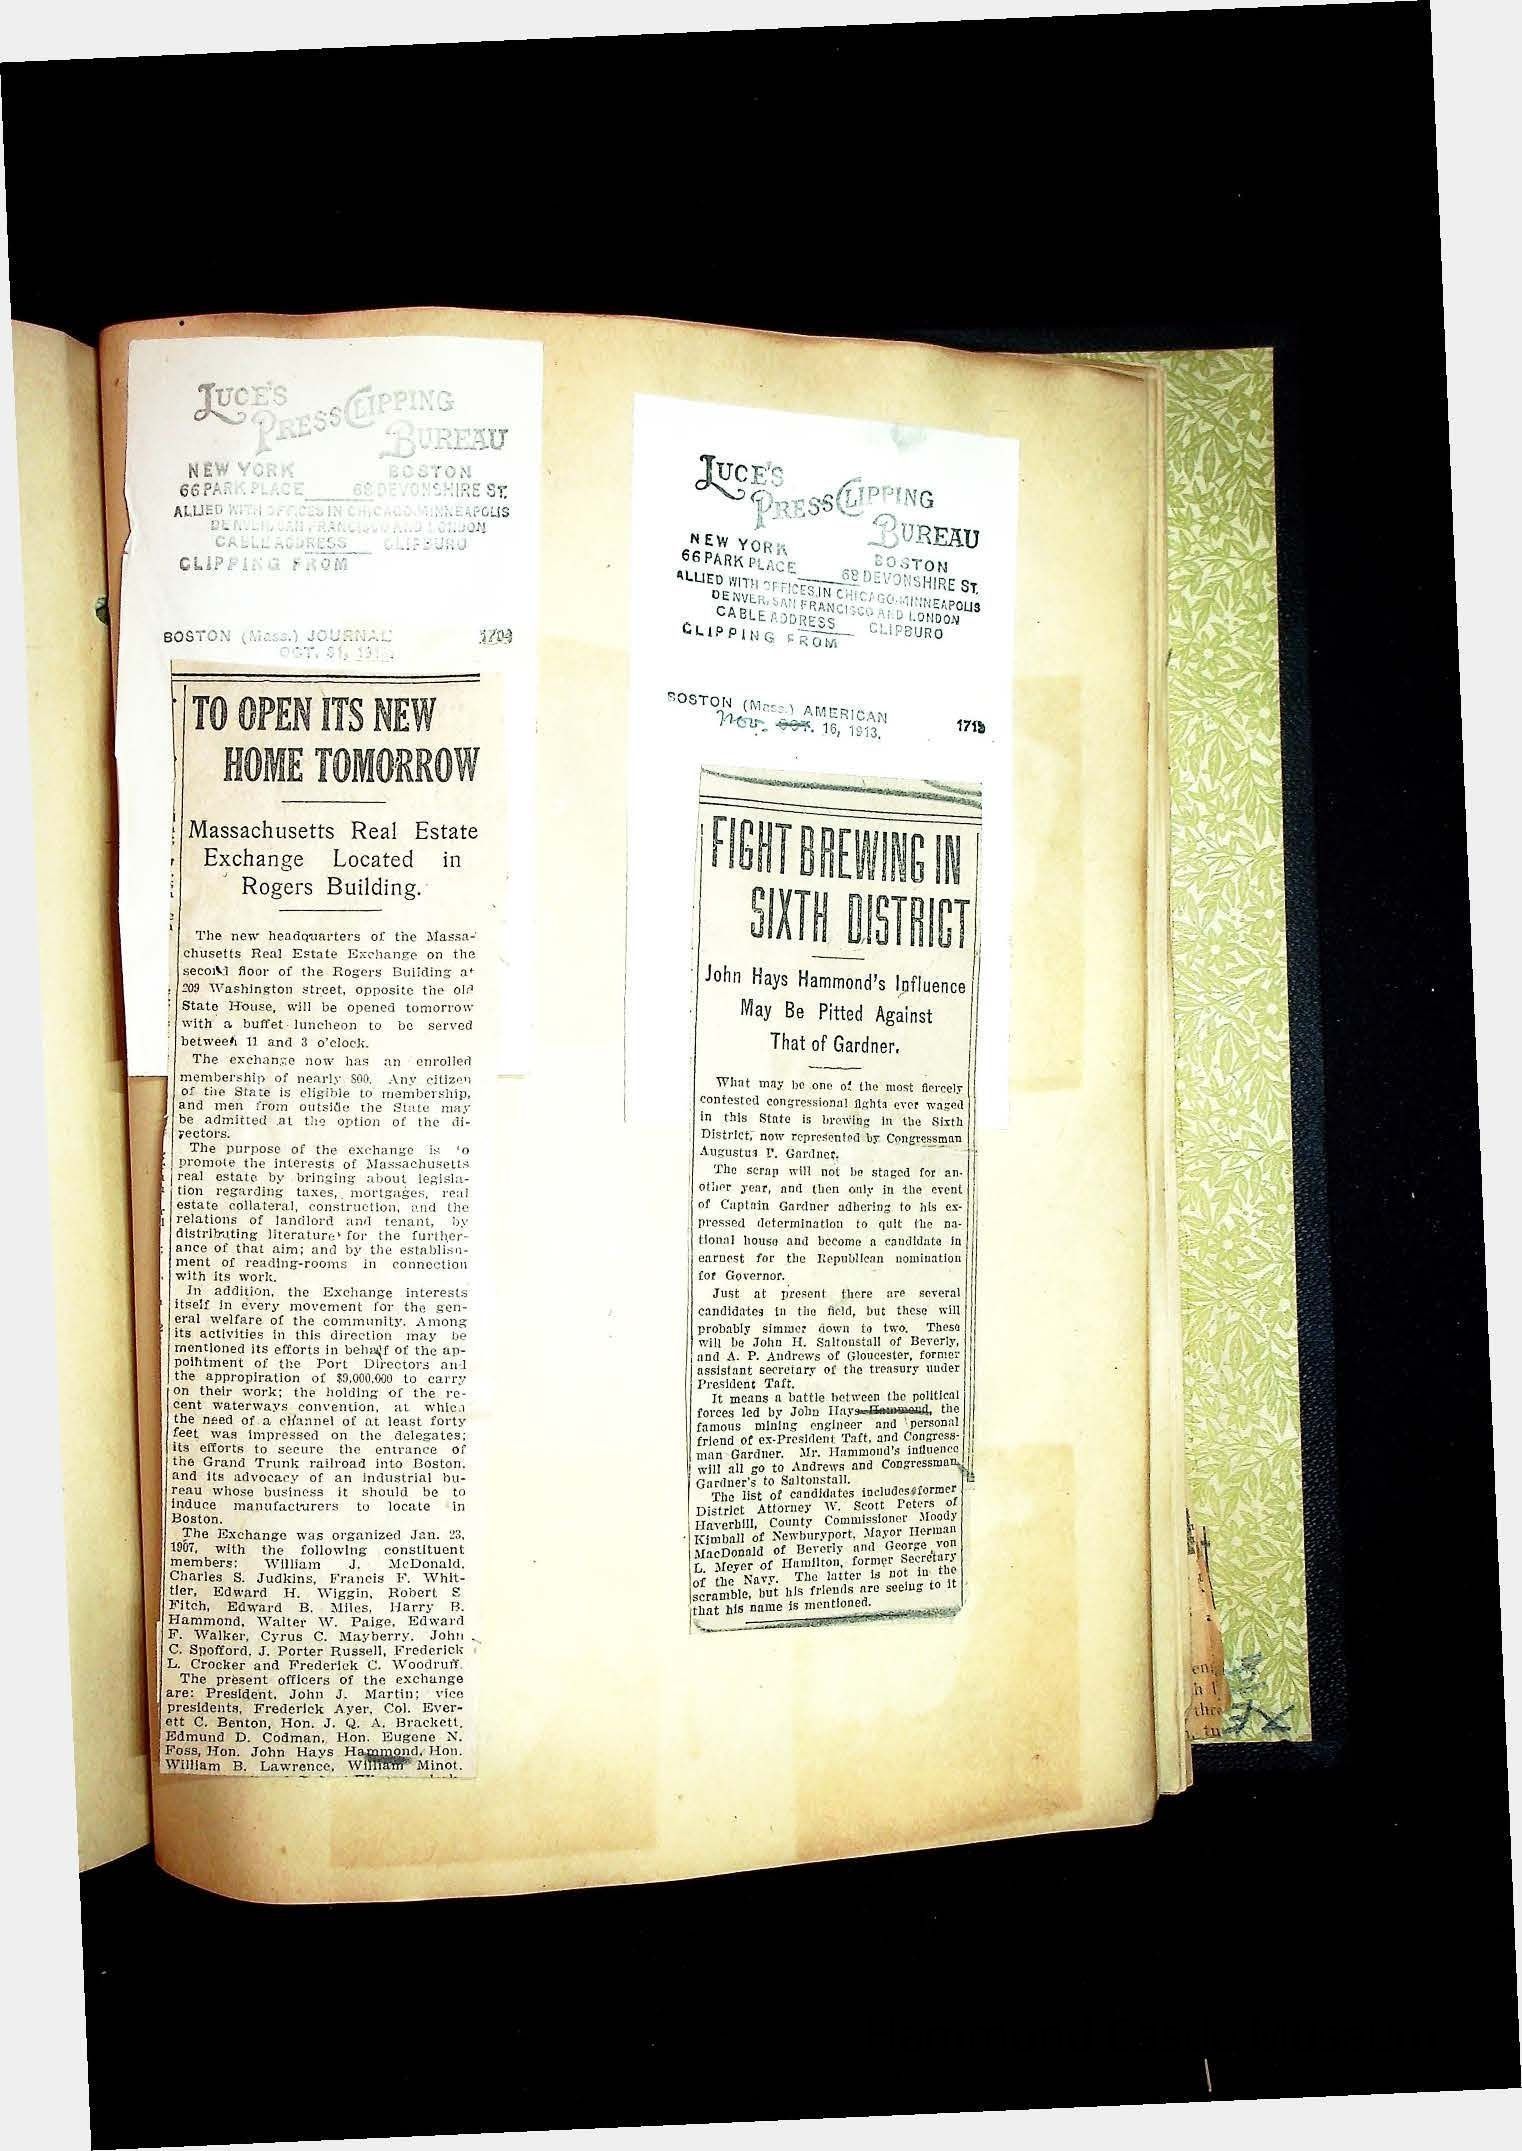 LUCE'S
PRESS CLIPPING
BUREAU
NEW YORK BOSTON
66 PARK PLACE 68 DEVONSHIRE ST.
ALLIED WITH OFFICES IN CHICAGO-MINNEAPOLIS
DENVER, SAN FRANCISCO AND LONDON
CABLE ADDRESS CLIPBURO
CLIPPING FROM
BOSTON (Mass.) JOURNAL 1704
OCT. 31,
TO OPEN ITS NEW
HOME TOMORROW
Massachusetts Real Estate
Exchange Located in
Rogers Building.
The new headquarters of the Massa-
chusetts Real Estate Exchange on the
second floor of the Rogers Building at
209 Washington street, opposite the old
State House, will be opened tomorrow
with a buffet luncheon to be served
between 11 and 3 o'clock.
The exchange now has an enrolled
membership of nearly 800. Any citizen
of the State is eligible to membership,
and men from outside the State may
be admitted at the option of the di-
rectors.
The purpose of the exchange is to
promote the interests of Massachusetts
real estate by bringing about legisla-
tion regarding taxes, mortgages, real
estate collateral, construction, and the
relations of landlord and tenant, by
distributing literature for the further-
ance of that aim; and by the establish-
ment of reading-rooms in connection
with its work.
In addition, the Exchange interests
itself in every movement for the gen-
eral welfare of the community. Among
its activities in this direction may be
mentioned its efforts in behalf of the ap-
pointment of the Port Directors and
the appropiration of $9,000,000 to carry
on their work; the holding of the re-
cent waterways convention, at which
the need of a channel of at least forty
feet was impressed on the delegates;
its efforts to secure the entrance of
the Grand Trunk railroad into Boston,
and its advocacy of an industrial bu-
reau whose business it should be to
induce manufacturers to locate in
Boston.
The Exchange was organized Jan. 23,
1907, with the following constituent
members: William J. McDonald,
Charles S. Judkins, Francis F. Whit-
tier, Edward H. Wiggin, Robert S.
Fitch, Edward B. Miles, Harry B.
Hammond, Walter W. Paige, Edward
F. Walker, Cyrus C. Mayberry, John
C. Spofford, J. Porter Russell, Frederick
L. Crocker and Frederick C. Woodruff.
The present officers of the exchange
are: President, John J. Martin; vice
presidents, Frederick Ayer, Col. Ever-
ett C. Benton, Hon. J. Q. A. Brackett,
Edmund D. Codman, Hon. Eugene N.
Foss, Hon. John Hays Hammond, Hon.
William B. Lawrence, William Minot,
LUCE'S
PRESS CLIPPING
BUREAU
NEW YORK BOSTON
66 PARK PLACE 68 DEVONSHIRE ST.
ALLIED WITH OFFICES IN CHICAGO-MINNEAPOLIS
DENVER, SAN FRANCISCO AND LONDON
CABLE ADDRESS CLIPBURO
CLIPPING FROM
BOSTON (Mass.) AMERICAN
Nov. OCT. 16, 1913.
FIGHT BREWING IN
SIXTH DISTRICT
John Hays Hammond's Influence
May Be Pitted Against
That of Gardner.
What may be one of the most fiercely
contested congressional fights ever waged
in this State is brewing in the Sixth
District, now represented by Congressman
Augustus P. Gardner.
The scrap will not be staged for an-
other year, and then only in the event
of Captain Gardner adhering to his ex-
pressed determination to quit the na-
tional house and become a candidate in
earnest for the Republican nomination
for Governor.
Just at present there are several
candidates in the field, but these will
probably simmer down to two. These
will be John H. Saltonstall of Beverly,
and A. P. Andrews of Gloucester, former
assistant secretary of the treasury under
President Taft.
It means a battle between the political
forces led by John Hays Hammond, the
famous mining engineer and personal
friend of ex-President Taft, and Congress-
man Gardner. Mr. Hammond's influence
will all go to Andrews and Congressman
Gardner's to Saltonstall.
The list of candidates includes former
District Attorney W. Scott Peters of
Haverhill, County Commissioner Moody
Kimball of Newburyport, Mayor Herman
MacDonald of Beverly and George von
L. Meyer of Hamilton, former Secretary
of the Navy. The latter is not in the
scramble, but his friends are seeing to it
that his name is mentioned.